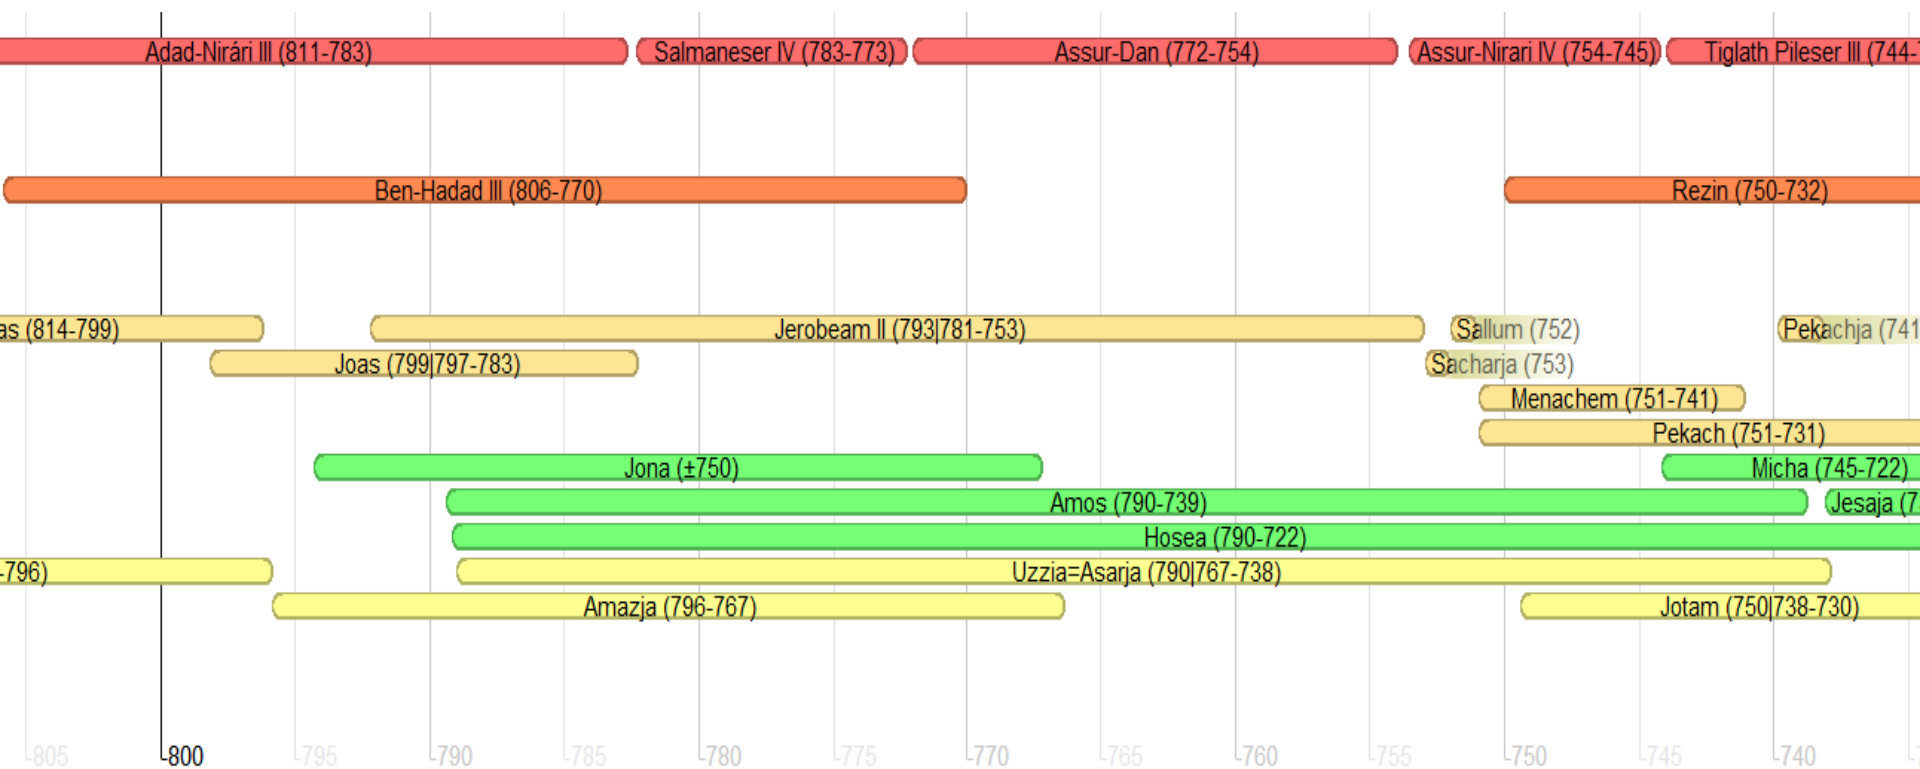 Adad-Nirári III (811-783) Salmaneser IV (783-773) Assur-Dan (772-754) Assur-Nirari IV (754-745) Tiglath Pileser III (744-
Ben-Hadad III (806-770) Rezin (750-732)
as (814-799) Jerobeam II (793|781-753) Sallum (752) Pekachja (741
Joas (799|797-783) Sacharja (753)
Menachem (751-741)
Pekach (751-731)
Jona (±750) Micha (745-722)
Amos (790-739) Jesaja (7
Hosea (790-722)
-796) Uzzia=Asarja (790|767-738)
Amazja (796-767) Jotam (750|738-730)
-805 -800 -795 -790 -785 -780 -775 -770 -765 -760 -755 -750 -745 -740